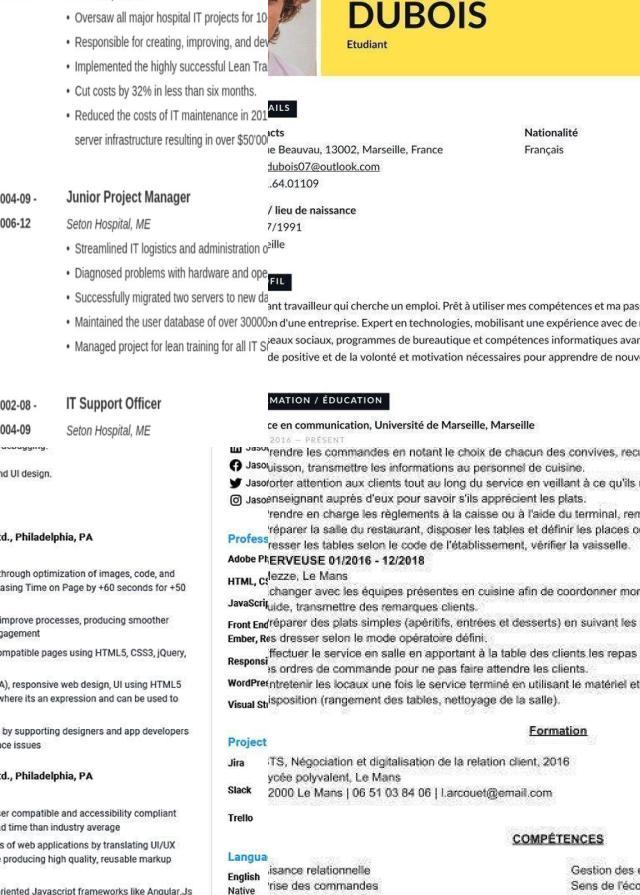 • Oversaw all major hospital IT projects for 10
• Responsible for creating, improving, and dev
• Implemented the highly successful Lean Tra
• Cut costs by 32% in less than six months.
• Reduced the costs of IT maintenance in 201
server infrastructure resulting in over $50'00
004-09 - Junior Project Manager
006-12 Seton Hospital, ME
• Streamlined IT logistics and administration o
• Diagnosed problems with hardware and ope
• Successfully migrated two servers to new da
• Maintained the user database of over 30000
• Managed project for lean training for all IT S
002-08 - IT Support Officer
004-09 Seton Hospital, ME
DUBOIS
Etudiant
AILS
acts
Nationalité
e Beauvau, 13002, Marseille, France
Français
dubois07@outlook.com
.64.01109
/ lieu de naissance
7/1991
eille
FIL
ant travailleur qui cherche un emploi. Prêt à utiliser mes compétences et ma pas
on d'une entreprise. Expert en technologies, mobilisant une expérience avec de
seaux sociaux, programmes de bureautique et compétences informatiques avan
de positive et de la volonté et motivation nécessaires pour apprendre de nouve
MATION / ÉDUCATION
ce en communication, Université de Marseille, Marseille
2016 — PRÉSENT
nd UI design.
td., Philadelphia, PA
through optimization of images, code, and
easing Time on Page by +60 seconds for +50
improve processes, producing smoother
gagement
ompatible pages using HTML5, CSS3, jQuery,
A), responsive web design, UI using HTML5
where its an expression and can be used to
by supporting designers and app developers
nce issues
td., Philadelphia, PA
ser compatible and accessibility compliant
d time than industry average
s of web applications by translating UI/UX
producing high quality, reusable markup
oriented Javascript frameworks like Angular.Js
Jaso
Jaso
Jaso
Jaso
Profess
Adobe Ph
HTML, CS
JavaScrip
Front End
Ember, Re
Responsi
WordPres
Visual St
Project
Jira
Slack
Trello
Langua
English
Native
rendre les commandes en notant le choix de chacun des convives, recu
uisson, transmettre les informations au personnel de cuisine.
orter attention aux clients tout au long du service en veillant à ce qu'ils
enseignant auprès d'eux pour savoir s'ils apprécient les plats.
rendre en charge les règlements à la caisse ou à l'aide du terminal, rem
réparer la salle du restaurant, disposer les tables et définir les places o
resser les tables selon le code de l'établissement, vérifier la vaisselle.
ERVEUSE 01/2016 - 12/2018
ezze, Le Mans
changer avec les équipes présentes en cuisine afin de coordonner mon
uide, transmettre des remarques clients.
réparer des plats simples (apéritifs, entrées et desserts) en suivant les
s dresser selon le mode opératoire défini.
ffectuer le service en salle en apportant à la table des clients les repas
s ordres de commande pour ne pas faire attendre les clients.
ntretenir les locaux une fois le service terminé en utilisant le matériel et
isposition (rangement des tables, nettoyage de la salle).
Formation
TS, Négociation et digitalisation de la relation client, 2016
ycée polyvalent, Le Mans
2000 Le Mans | 06 51 03 84 06 | l.arcouet@email.com
COMPÉTENCES
isance relationnelle
Gestion des
rise des commandes
Sens de l'éco